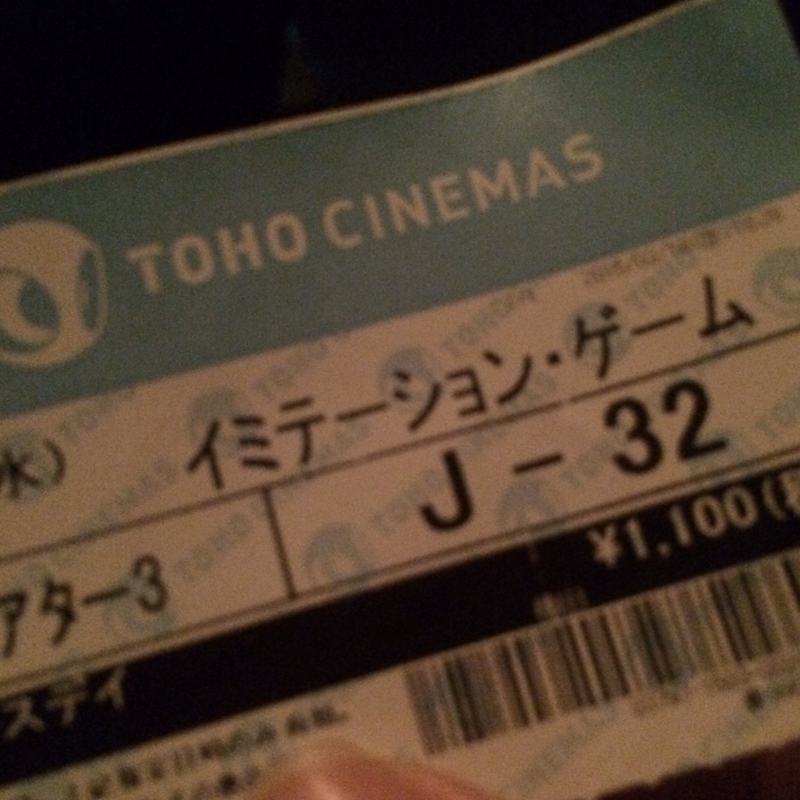 TOHO CINEMAS
水) イミテーション・ゲーム
アター3 J-32
¥1,100(
スデイ